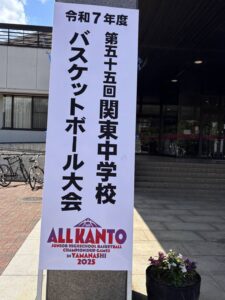 令和7年度
第五十五回関東中学校
バスケットボール大会
ALL KANTO
JUNIOR HIGHSCHOOL BASKETBALL
CHAMPIONSHIP GAMES
in YAMANASHI
2025